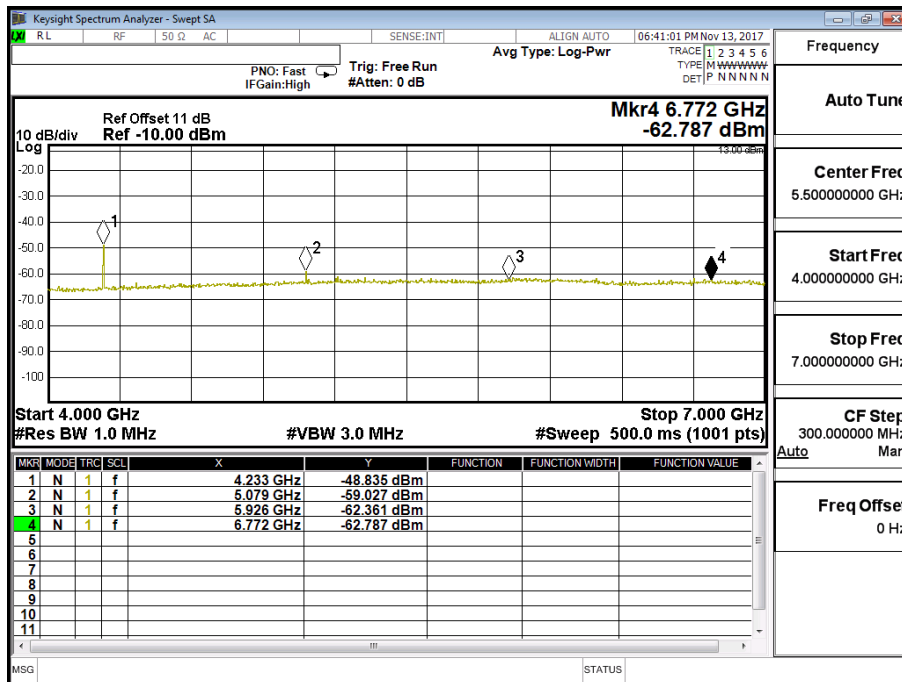 Keysight Spectrum Analyzer - Swept SA
LXI RL RF 50 Ω AC SENSE:INT ALIGN AUTO 06:41:01 PM Nov 13, 2017
Frequency
Avg Type: Log-Pwr
TRACE 1 2 3 4 5 6
TYPE M W W W W W
DET P N N N N N
PNO: Fast
IFGain:High
Trig: Free Run
#Atten: 0 dB
Auto Tune
Mkr4 6.772 GHz
-62.787 dBm
Ref Offset 11 dB
10 dB/div Ref -10.00 dBm
Log
-13.00 dBm
-20.0
-30.0
-40.0
-50.0
-60.0
-70.0
-80.0
-90.0
-100
1
2
3
4
Center Freq
5.500000000 GHz
Start Freq
4.000000000 GHz
Stop Freq
7.000000000 GHz
Start 4.000 GHz Stop 7.000 GHz
#Res BW 1.0 MHz #VBW 3.0 MHz #Sweep 500.0 ms (1001 pts)
CF Step
300.000000 MHz
Auto Man
MKR MODE TRC SCL X Y FUNCTION FUNCTION WIDTH FUNCTION VALUE
1 N 1 f 4.233 GHz -48.835 dBm
2 N 1 f 5.079 GHz -59.027 dBm
3 N 1 f 5.926 GHz -62.361 dBm
4 N 1 f 6.772 GHz -62.787 dBm
5
6
7
8
9
10
11
Freq Offset
0 Hz
MSG STATUS